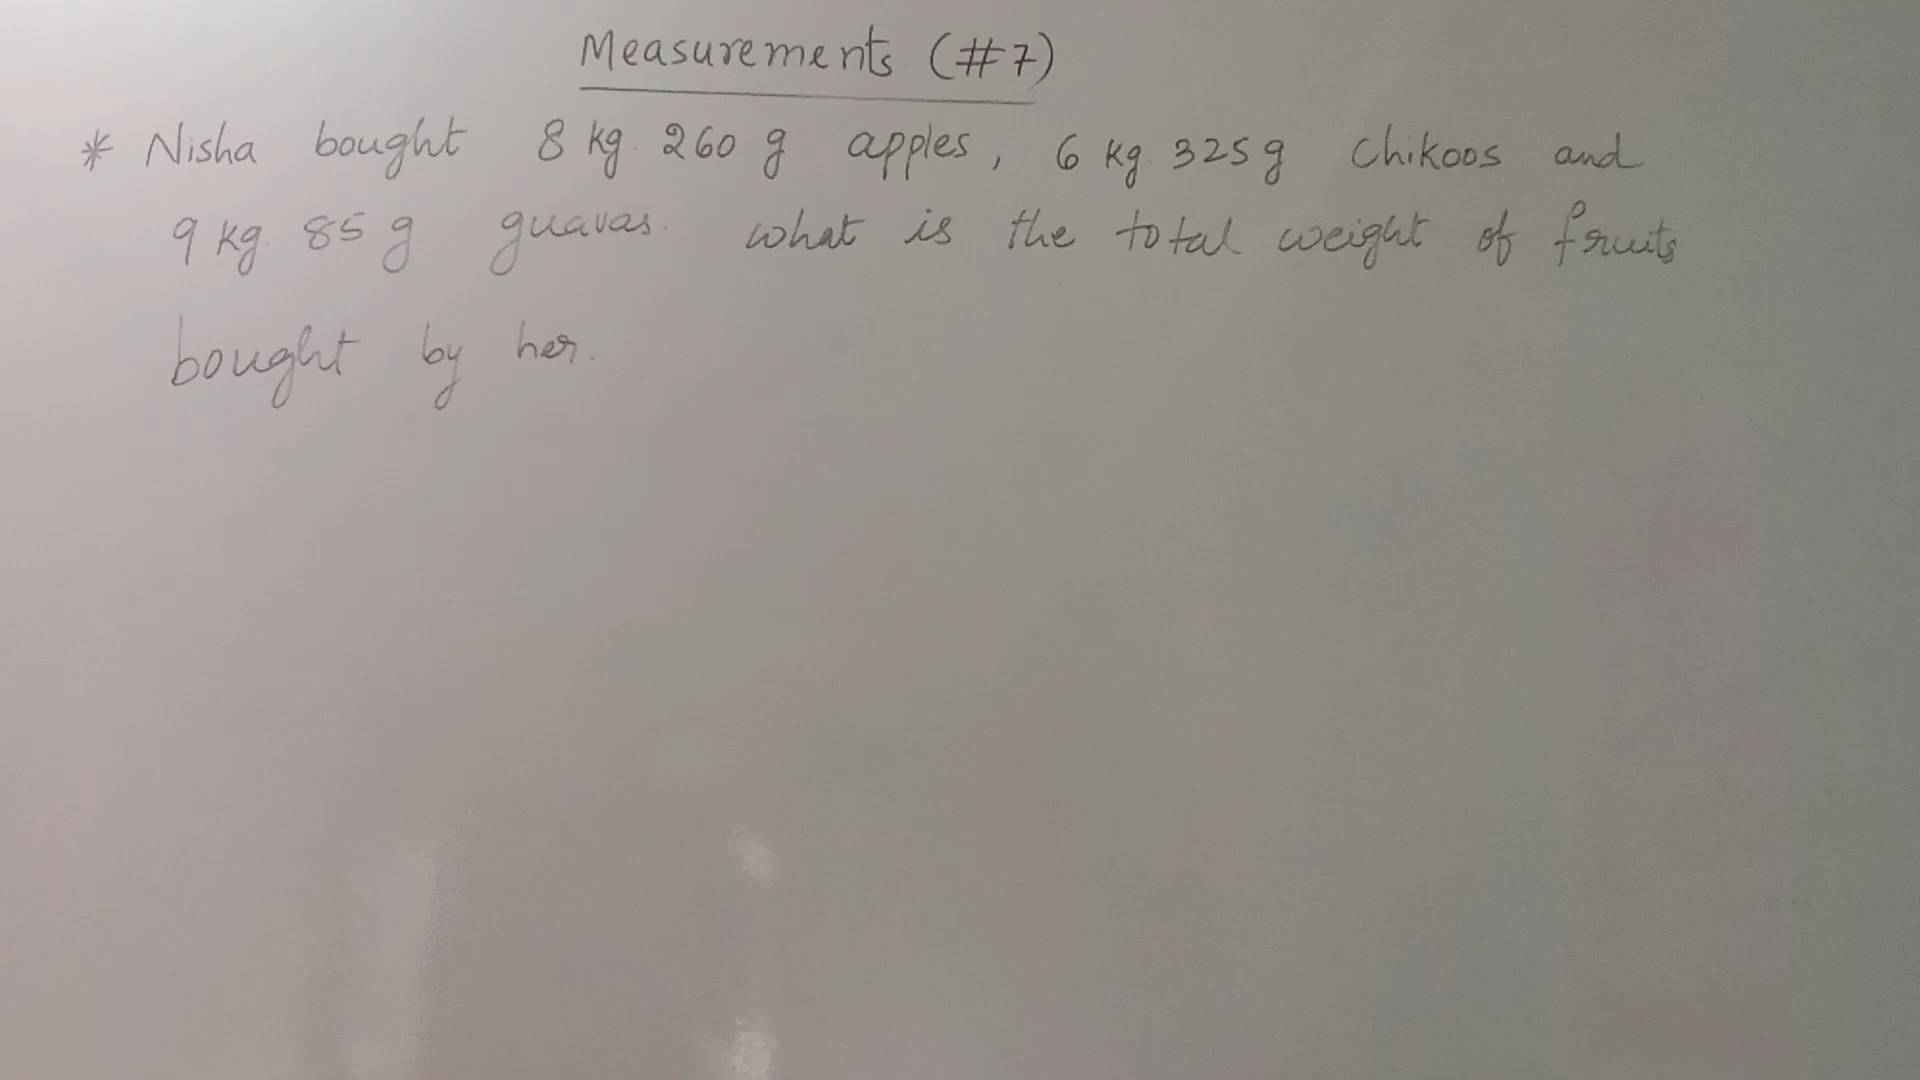 Measurements (#7)
* Nisha bought 8 kg. 260 g apples, 6 kg. 325 g Chikoos and
9 kg. 85 g guavas. what is the total weight of fruits
bought by her.